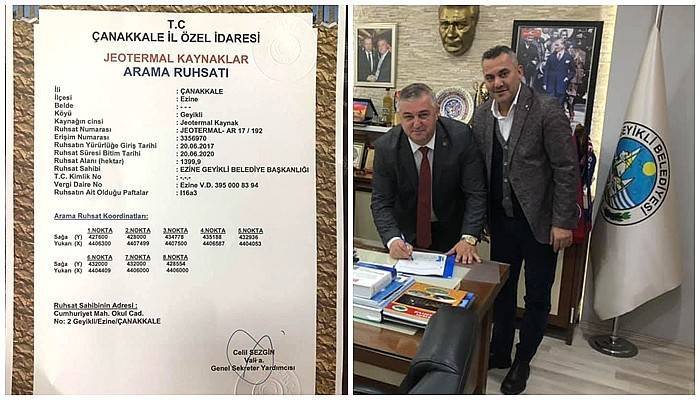 T.C
ÇANAKKALE İL ÖZEL İDARESİ
JEOTERMAL KAYNAKLAR
ARAMA RUHSATI
İli : ÇANAKKALE
İlçesi : Ezine
Belde : - - -
Köyü : Geyikli
Kaynağın cinsi : Jeotermal Kaynak
Ruhsat Numarası : JEOTERMAL- AR 17 / 192
Erişim Numarası : 3356970
Ruhsatın Yürürlüğe Giriş Tarihi : 20.06.2017
Ruhsat Süresi Bitim Tarihi : 20.06.2020
Ruhsat Alanı (hektar) : 1399,9
Ruhsat Sahibi : EZİNE GEYİKLİ BELEDİYE BAŞKANLIĞI
T.C. Kimlik No : -.-.-
Vergi Daire No : Ezine V.D. 395 000 83 94
Ruhsatın Ait Olduğu Paftalar : I16a3
Arama Ruhsat Koordinatları:
1.NOKTA 2.NOKTA 3.NOKTA 4.NOKTA 5.NOKTA
Sağa (Y) 427600 428000 434778 435188 432936
Yukarı (X) 4406300 4407499 4407500 4406587 4404053
6.NOKTA 7.NOKTA 8.NOKTA
Sağa (Y) 432000 432000 428554
Yukarı (X) 4404409 4406000 4406000
Ruhsat Sahibinin Adresi :
Cumhuriyet Mah. Okul Cad.
No: 2 Geyikli/Ezine/ÇANAKKALE
Celil SEZGİN
Vali a.
Genel Sekreter Yardımcısı
GEYİKLİ BELEDİYESİ